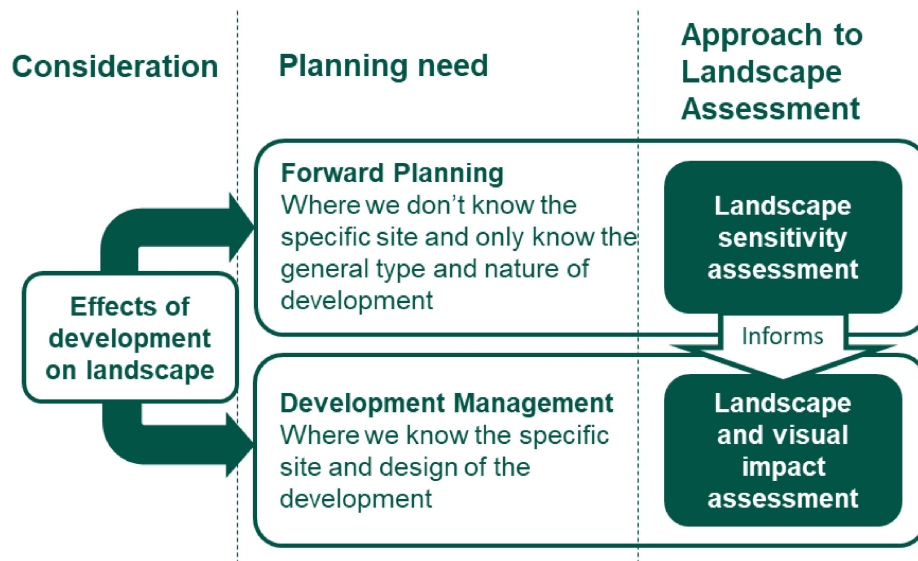 Consideration
Planning need
Approach to
Landscape
Assessment
Effects of
development
on landscape
Forward Planning
Where we don’t know the
specific site and only know the
general type and nature of
development
Landscape
sensitivity
assessment
Informs
Development Management
Where we know the specific
site and design of the
development
Landscape
and visual
impact
assessment